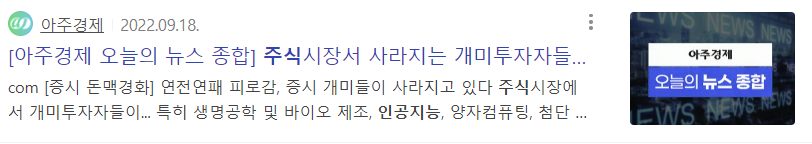 아주경제 2022.09.18.
[아주경제 오늘의 뉴스 종합] 주식시장서 사라지는 개미투자자들...
com [증시 돈맥경화] 연전연패 피로감, 증시 개미들이 사라지고 있다 주식시장에
서 개미투자자들이... 특히 생명공학 및 바이오 제조, 인공지능, 양자컴퓨팅, 첨단 ...
NEWS NEWS
아주경제
오늘의 뉴스 종합
NEWS